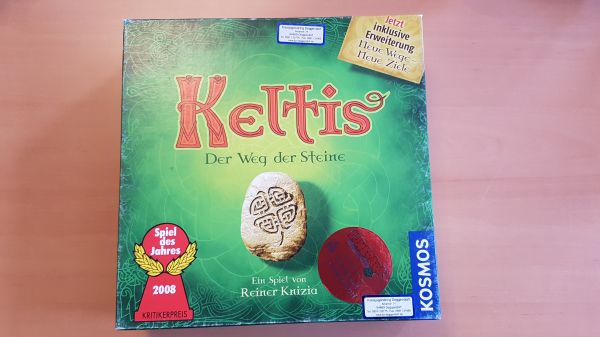 Jetzt
inklusive
Erweiterung
Neue Wege,
Neue Ziele
Keltis
Der Weg der Steine
Spiel
des
Jahres
2008
KRITIKERPREIS
Ein Spiel von
Reiner Knizia
KOSMOS